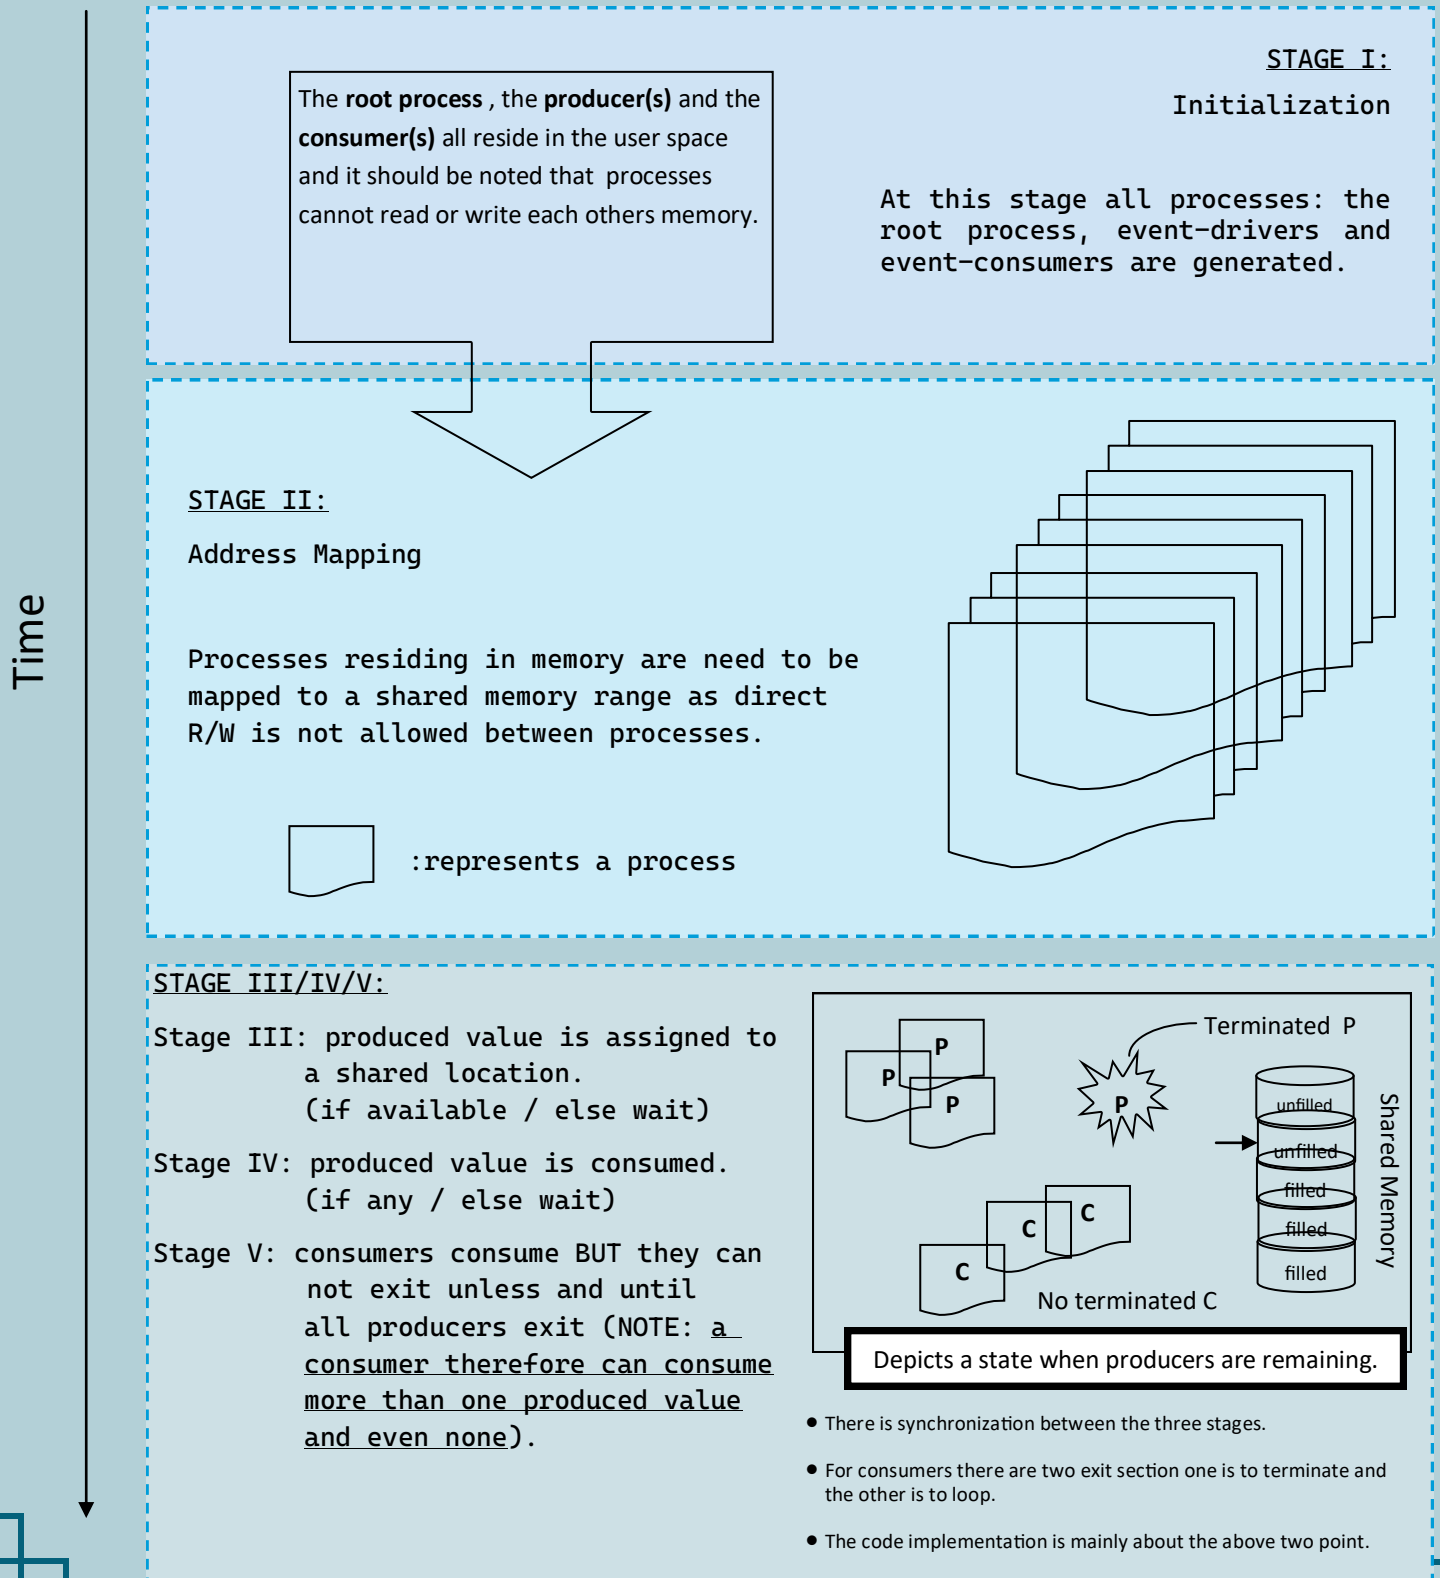 Time
STAGE I:
Initialization
The root process , the producer(s) and the
consumer(s) all reside in the user space
and it should be noted that processes
cannot read or write each others memory.
At this stage all processes: the
root process, event-drivers and
event-consumers are generated.
STAGE II:
Address Mapping
Processes residing in memory are need to be
mapped to a shared memory range as direct
R/W is not allowed between processes.
:represents a process
STAGE III/IV/V:
Stage III: produced value is assigned to
a shared location.
(if available / else wait)
Stage IV: produced value is consumed.
(if any / else wait)
Stage V: consumers consume BUT they can
not exit unless and until
all producers exit (NOTE: a
consumer therefore can consume
more than one produced value
and even none).
Terminated P
P
P
P
P
unfilled
unfilled
filled
filled
filled
Shared Memory
C
C
C
No terminated C
Depicts a state when producers are remaining.
• There is synchronization between the three stages.
• For consumers there are two exit section one is to terminate and
the other is to loop.
• The code implementation is mainly about the above two point.